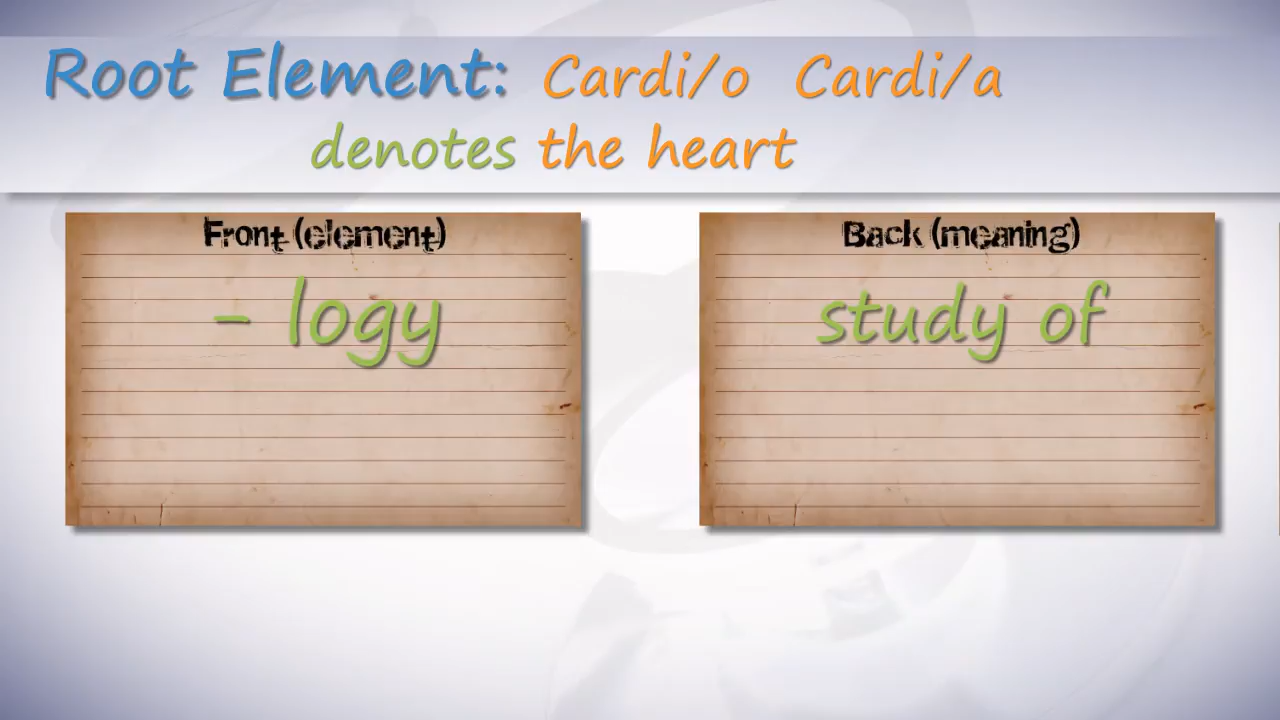 Root Element: Cardi/o Cardi/a
denotes the heart
Front (element)
- logy
Back (meaning)
study of